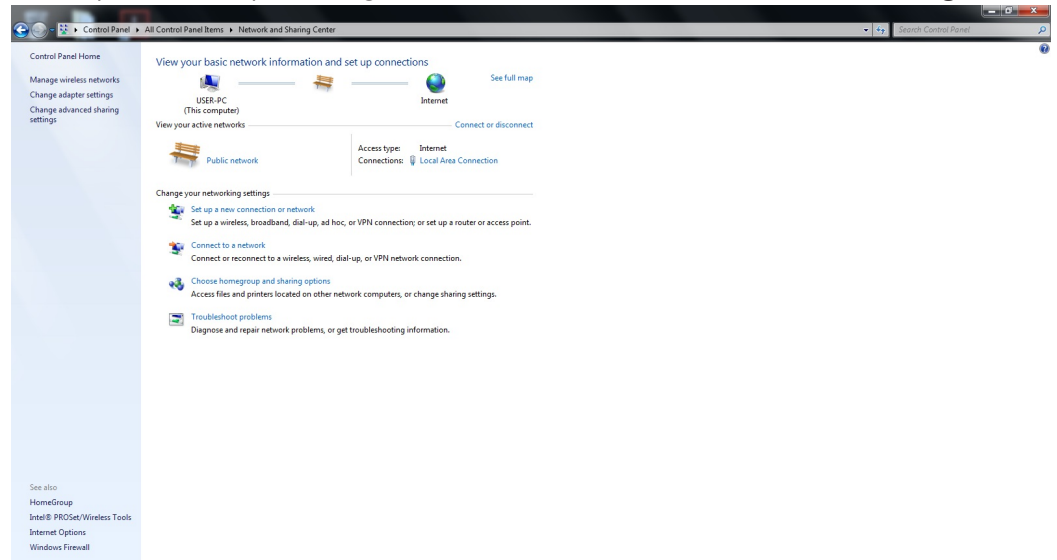 Control Panel ▸ All Control Panel Items ▸ Network and Sharing Center
Search Control Panel
Control Panel Home
Manage wireless networks
Change adapter settings
Change advanced sharing
settings
View your basic network information and set up connections
See full map
USER-PC
(This computer)
Internet
View your active networks
Connect or disconnect
Public network
Access type: Internet
Connections: Local Area Connection
Change your networking settings
Set up a new connection or network
Set up a wireless, broadband, dial-up, ad hoc, or VPN connection; or set up a router or access point.
Connect to a network
Connect or reconnect to a wireless, wired, dial-up, or VPN network connection.
Choose homegroup and sharing options
Access files and printers located on other network computers, or change sharing settings.
Troubleshoot problems
Diagnose and repair network problems, or get troubleshooting information.
See also
HomeGroup
Intel® PROSet/Wireless Tools
Internet Options
Windows Firewall